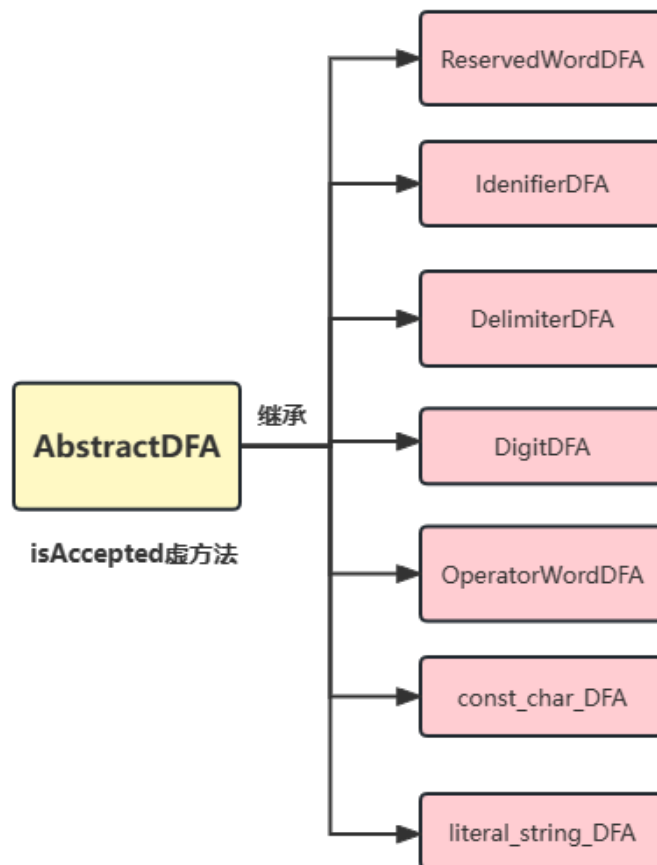 ReservedWordDFA
IdenifierDFA
DelimiterDFA
继承
AbstractDFA
DigitDFA
isAccepted虚方法
OperatorWordDFA
const_char_DFA
literal_string_DFA